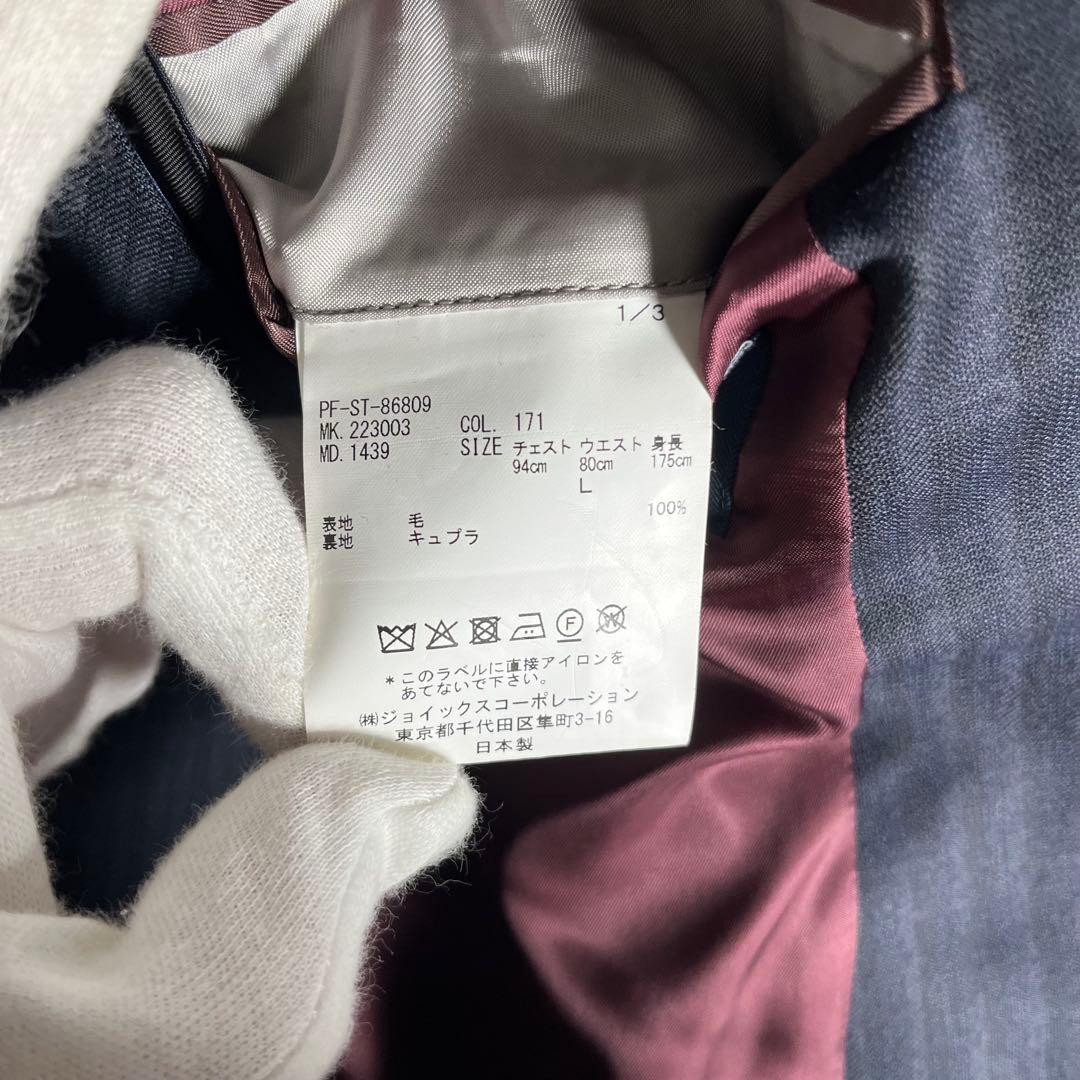 1/3
PF-ST-86809
MK. 223003 COL. 171
MD. 1439 SIZE チェスト ウエスト 身長
94cm 80cm 175cm
L
100%
表地 毛
裏地 キュプラ
F
W
*このラベルに直接アイロンを
あてないで下さい。
㈱ジョイックスコーポレーション
東京都千代田区隼町3-16
日本製